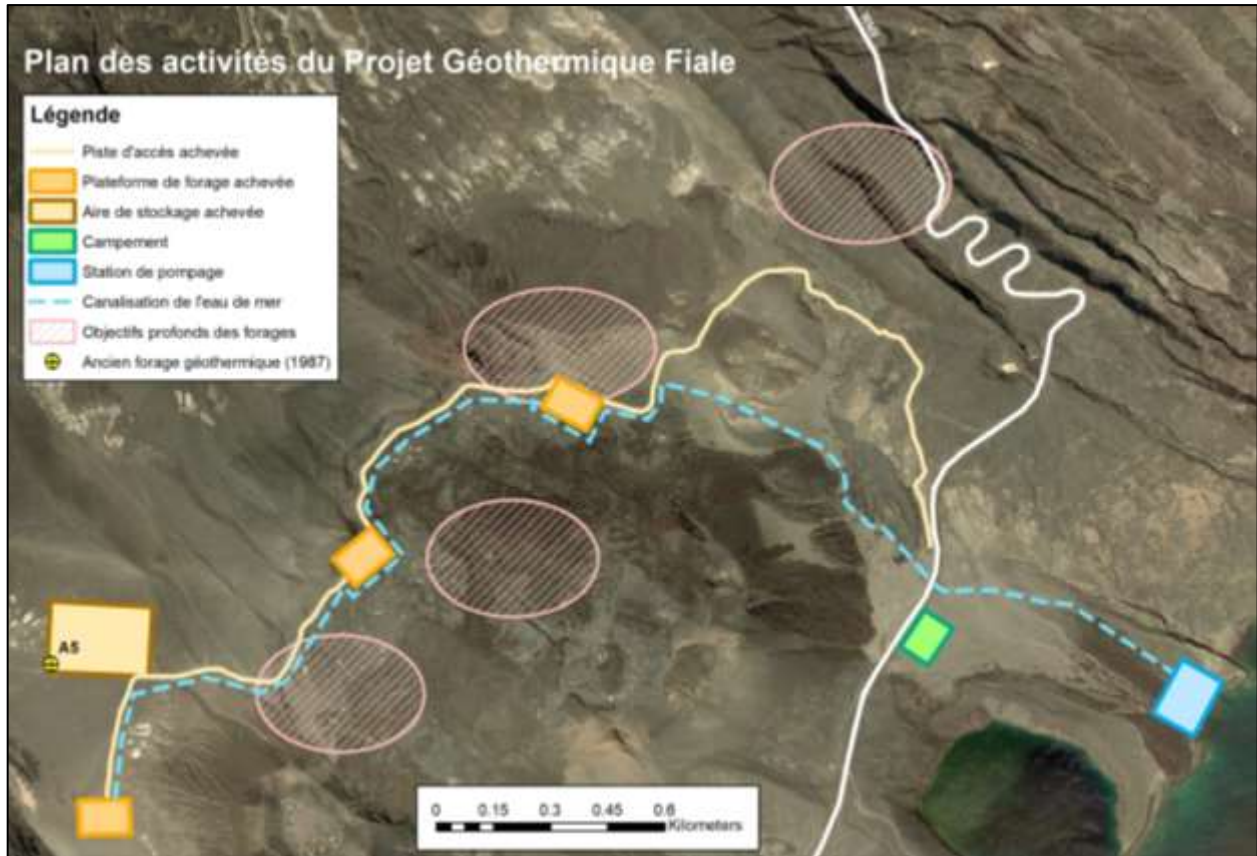 Plan des activités du Projet Géothermique Fiale
Légende
Piste d'accès achevée
Plateforme de forage achevée
Aire de stockage achevée
Campement
Station de pompage
Canalisation de l'eau de mer
Objectifs profonds des forages
Ancien forage géothermique (1987)
A5
0 0.15 0.3 0.45 0.6
Kilometers